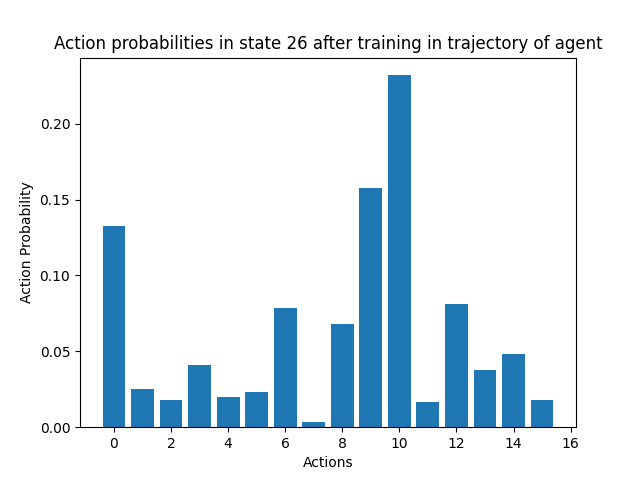 Action probabilities in state 26 after training in trajectory of agent
0.20
0.15
0.10
0.05
0.00
Action Probability
0 2 4 6 8 10 12 14 16
Actions